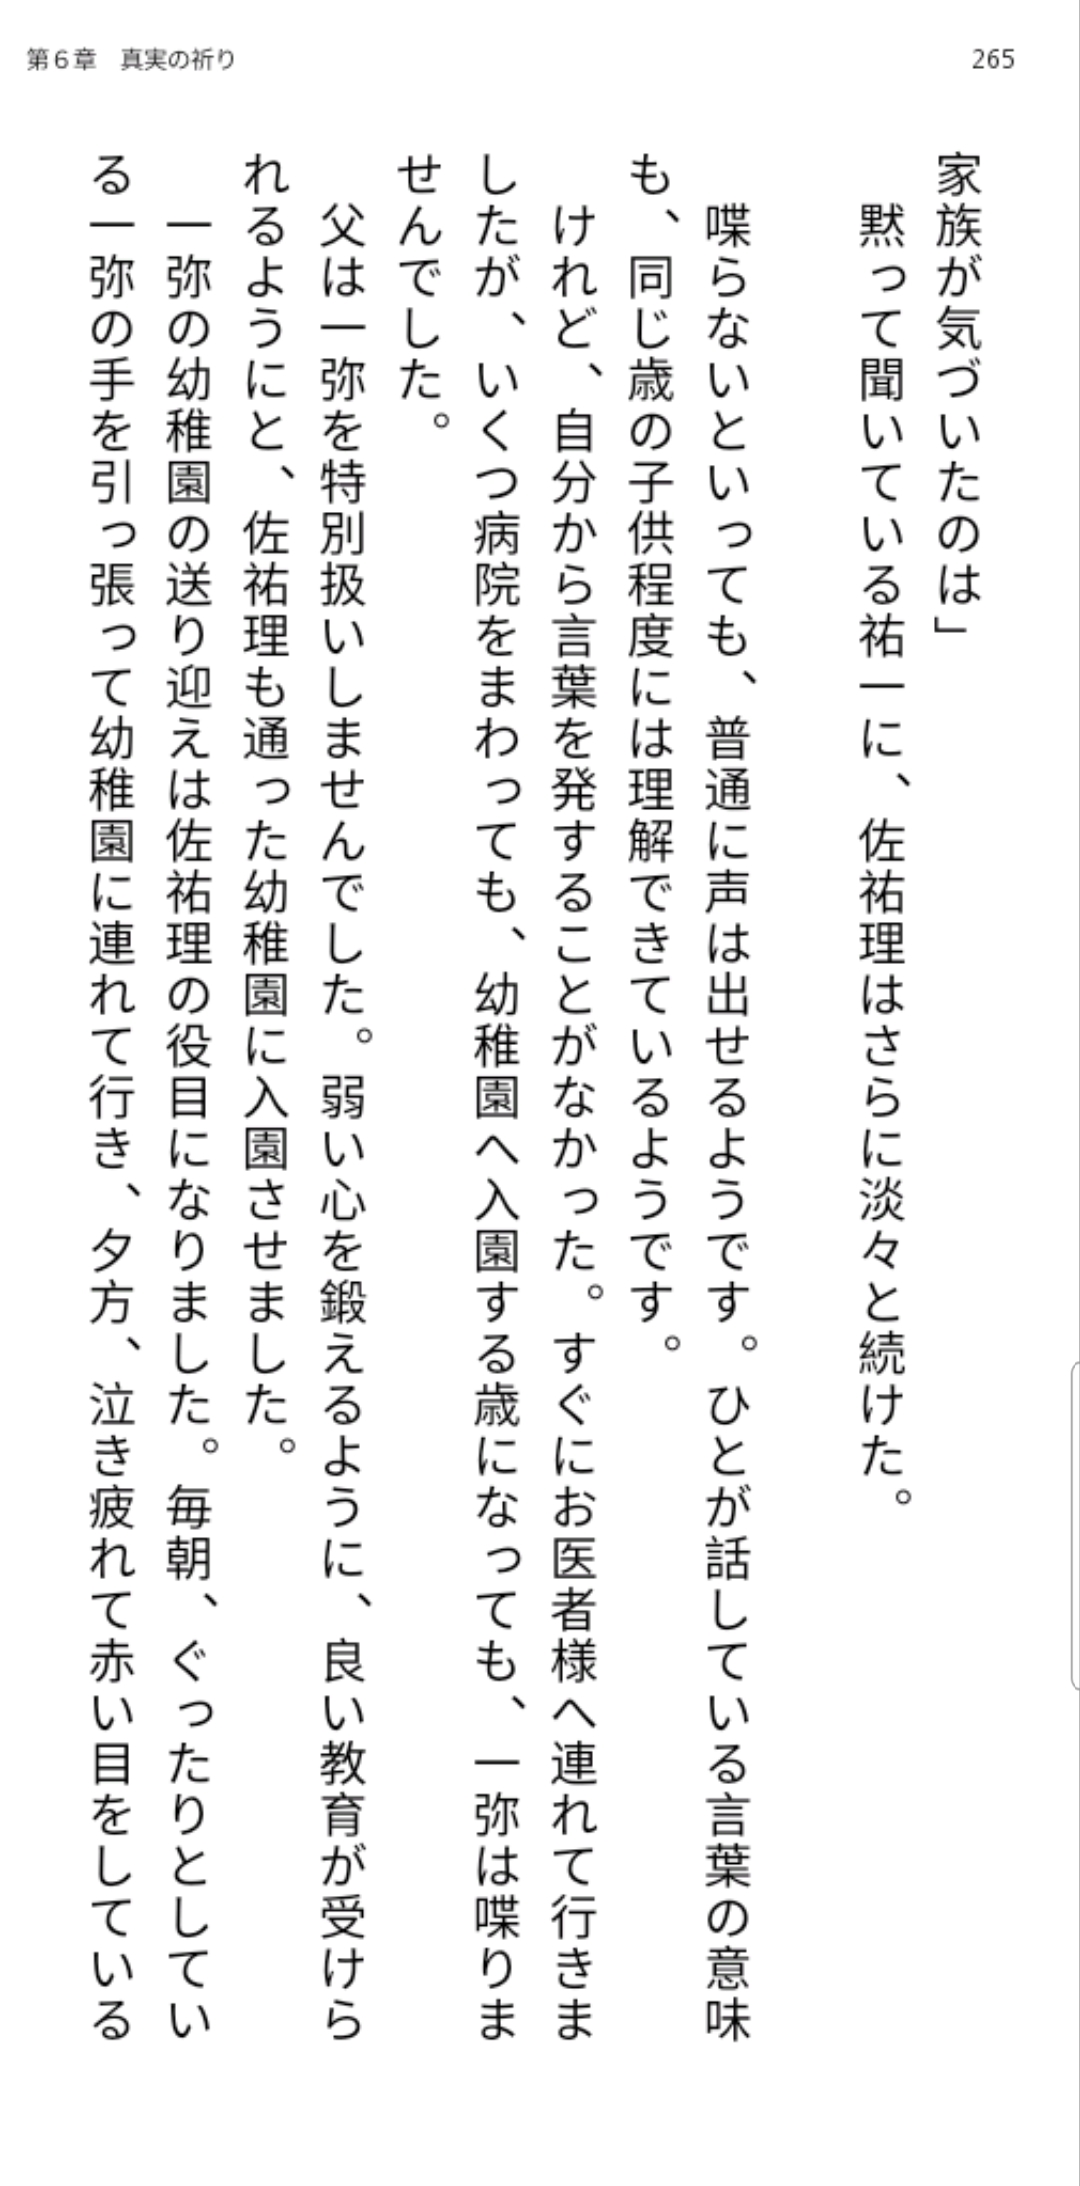 第６章　真実の祈り
265
家族が気づいたのは」
　黙って聞いている祐一に、佐祐理はさらに淡々と続けた。
　喋らないといっても、普通に声は出せるようです。ひとが話している言葉の意味
も、同じ歳の子供程度には理解できているようです。
　けれど、自分から言葉を発することがなかった。すぐにお医者様へ連れて行きま
したが、いくつ病院をまわっても、幼稚園へ入園する歳になっても、一弥は喋りま
せんでした。
　父は一弥を特別扱いしませんでした。弱い心を鍛えるように、良い教育が受けら
れるようにと、佐祐理も通った幼稚園に入園させました。
　一弥の幼稚園の送り迎えは佐祐理の役目になりました。毎朝、ぐったりとしてい
る一弥の手を引っ張って幼稚園に連れて行き、夕方、泣き疲れて赤い目をしている